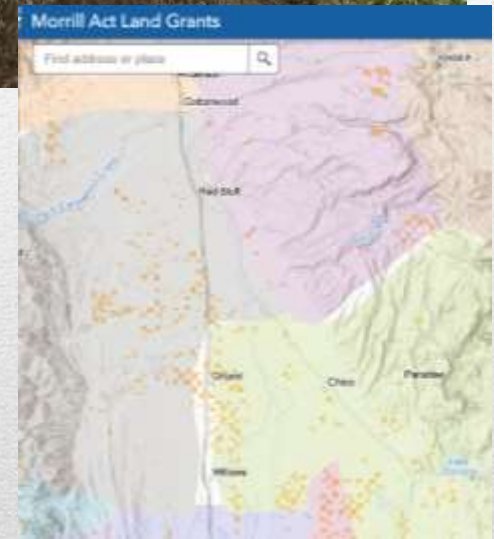 Morrill Act Land Grants
Find address or place
Cottonwood
Red Bluff
Orland
Chico
Paradise
Willows